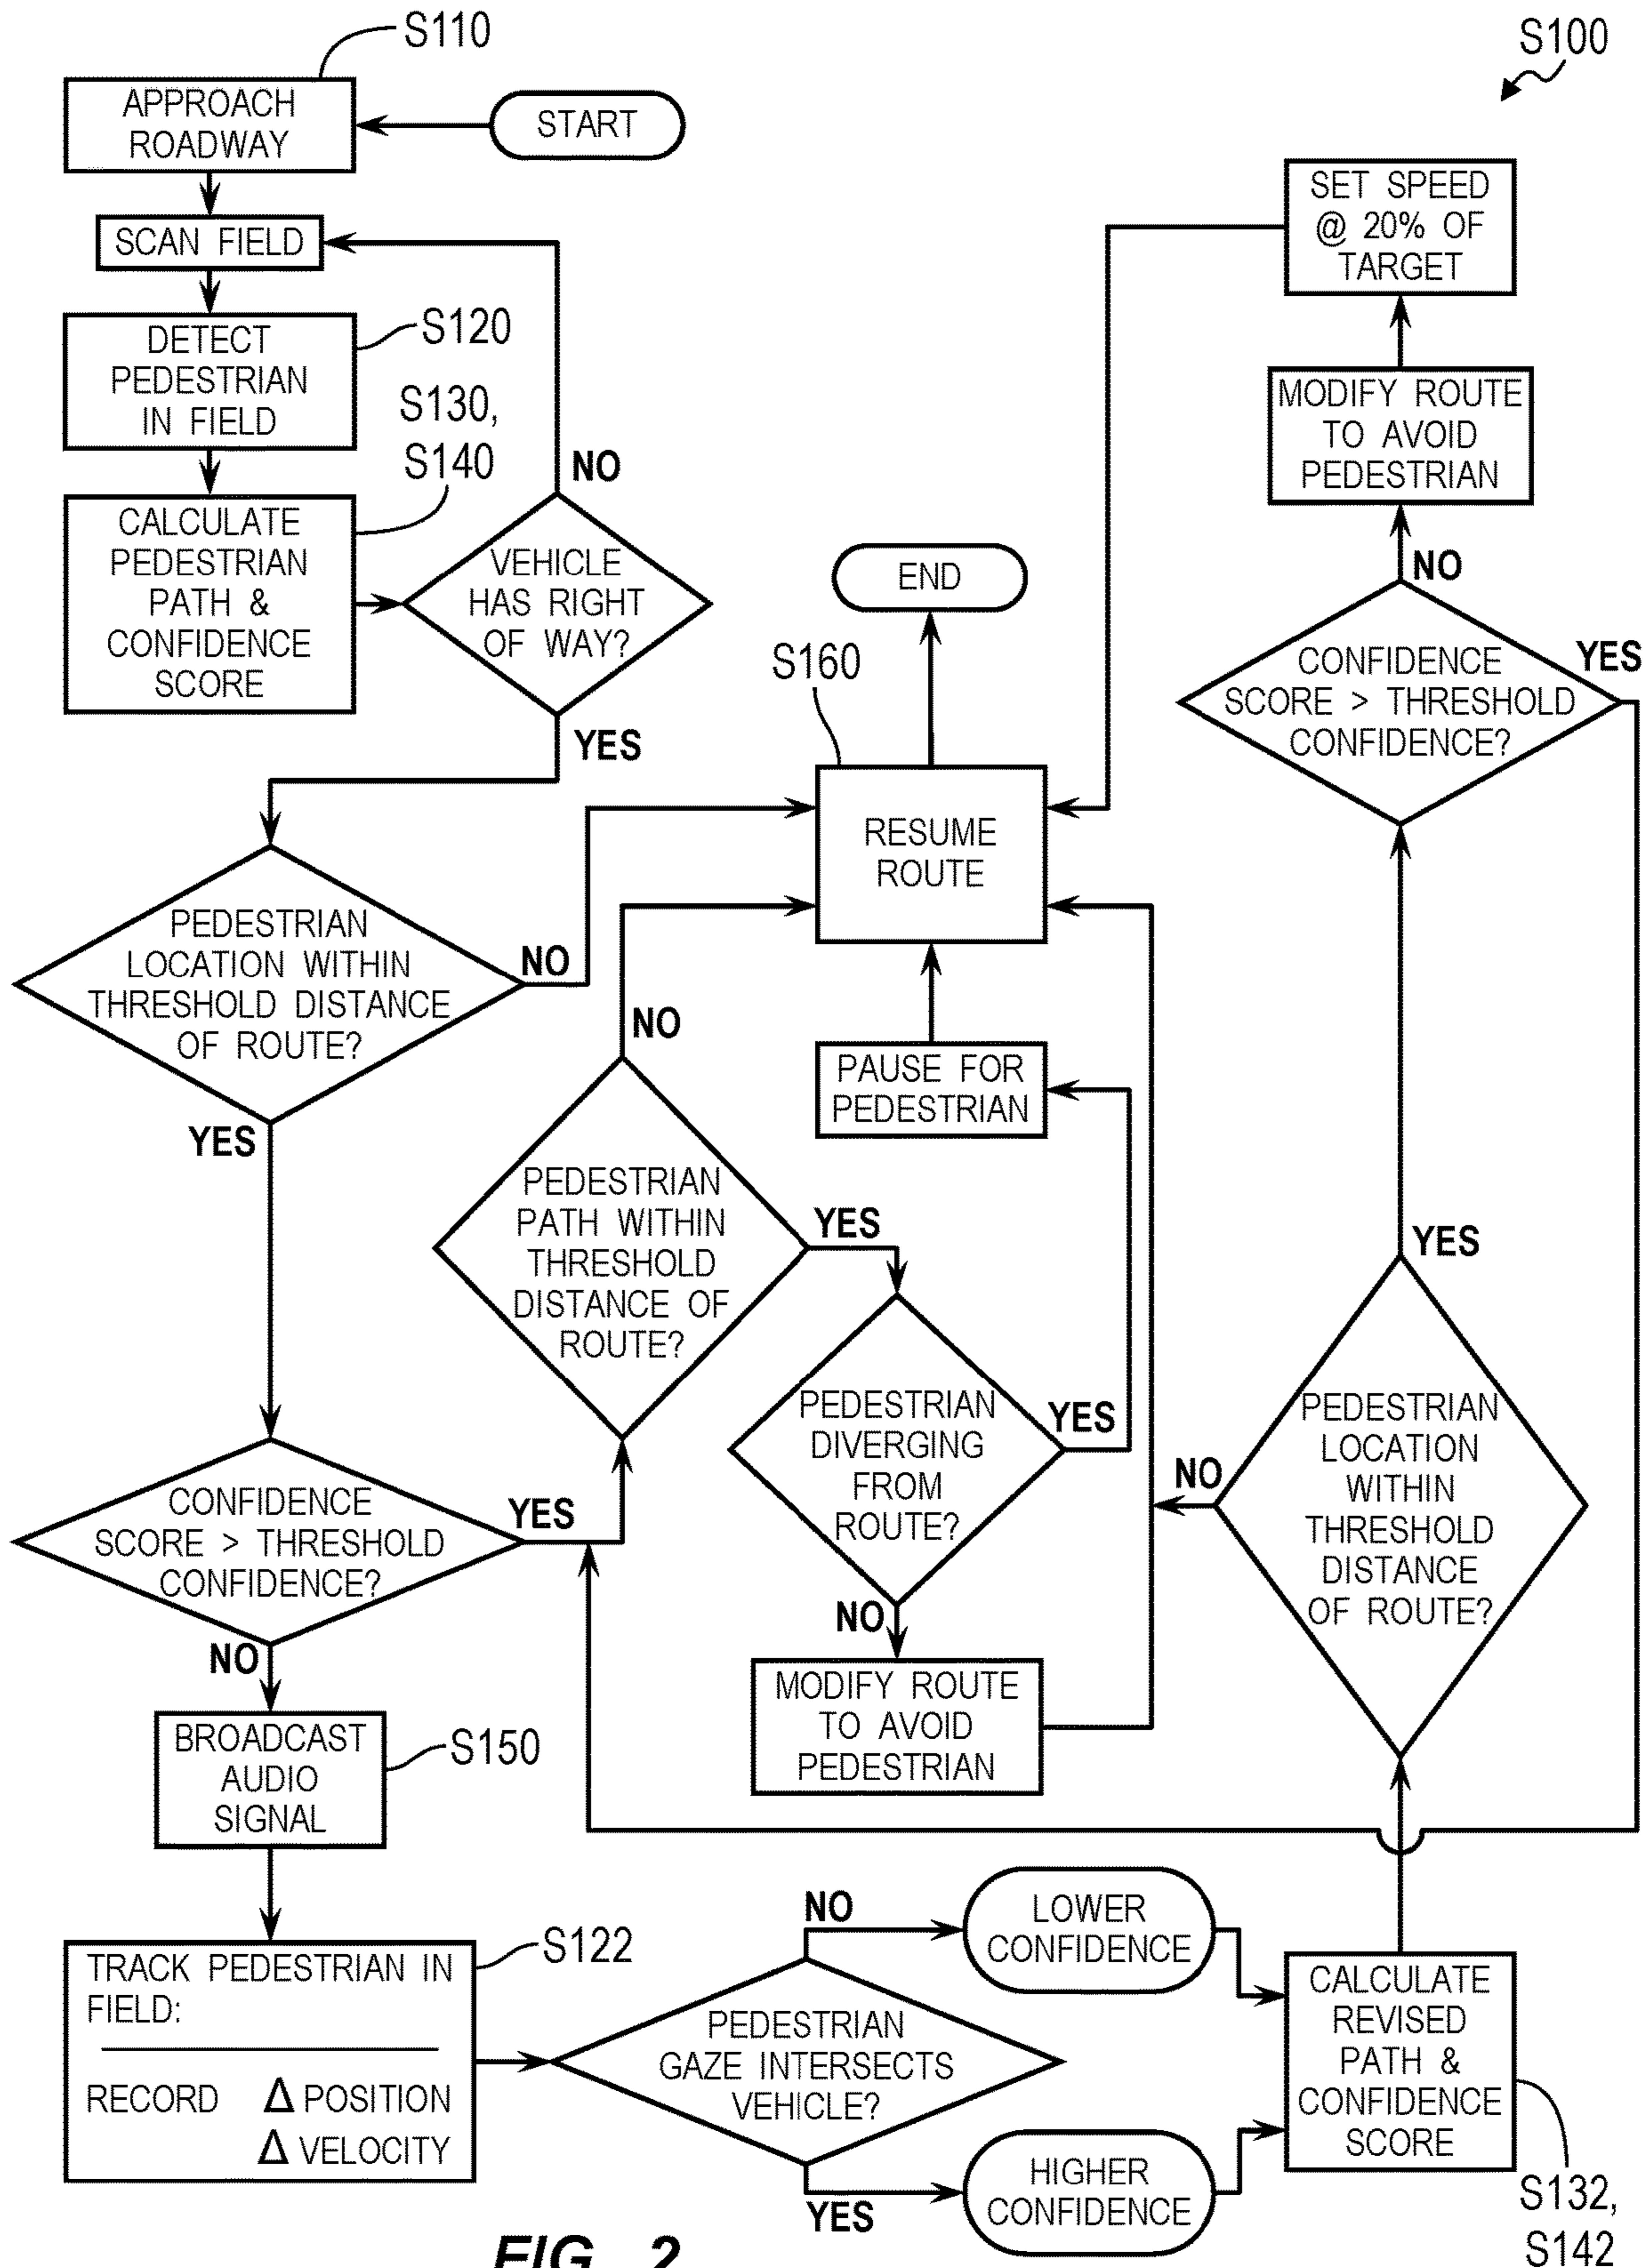 S110
S100
APPROACH
ROADWAY
START
SCAN FIELD
DETECT
PEDESTRIAN
IN FIELD
S120
S130,
S140
CALCULATE
PEDESTRIAN
PATH &
CONFIDENCE
SCORE
NO
VEHICLE
HAS RIGHT
OF WAY?
YES
END
S160
RESUME
ROUTE
SET SPEED
@ 20% OF
TARGET
MODIFY ROUTE
TO AVOID
PEDESTRIAN
NO
CONFIDENCE
SCORE > THRESHOLD
CONFIDENCE?
YES
PEDESTRIAN
LOCATION WITHIN
THRESHOLD DISTANCE
OF ROUTE?
NO
YES
NO
PEDESTRIAN
PATH WITHIN
THRESHOLD
DISTANCE OF
ROUTE?
YES
PAUSE FOR
PEDESTRIAN
PEDESTRIAN
DIVERGING
FROM
ROUTE?
YES
NO
MODIFY ROUTE
TO AVOID
PEDESTRIAN
YES
PEDESTRIAN
LOCATION
WITHIN
THRESHOLD
DISTANCE
OF ROUTE?
NO
CONFIDENCE
SCORE > THRESHOLD
CONFIDENCE?
YES
NO
BROADCAST
AUDIO
SIGNAL
S150
TRACK PEDESTRIAN IN
FIELD:
RECORD Δ POSITION
Δ VELOCITY
S122
PEDESTRIAN
GAZE INTERSECTS
VEHICLE?
NO
LOWER
CONFIDENCE
YES
HIGHER
CONFIDENCE
CALCULATE
REVISED
PATH &
CONFIDENCE
SCORE
S132,
S142
FIG. 2